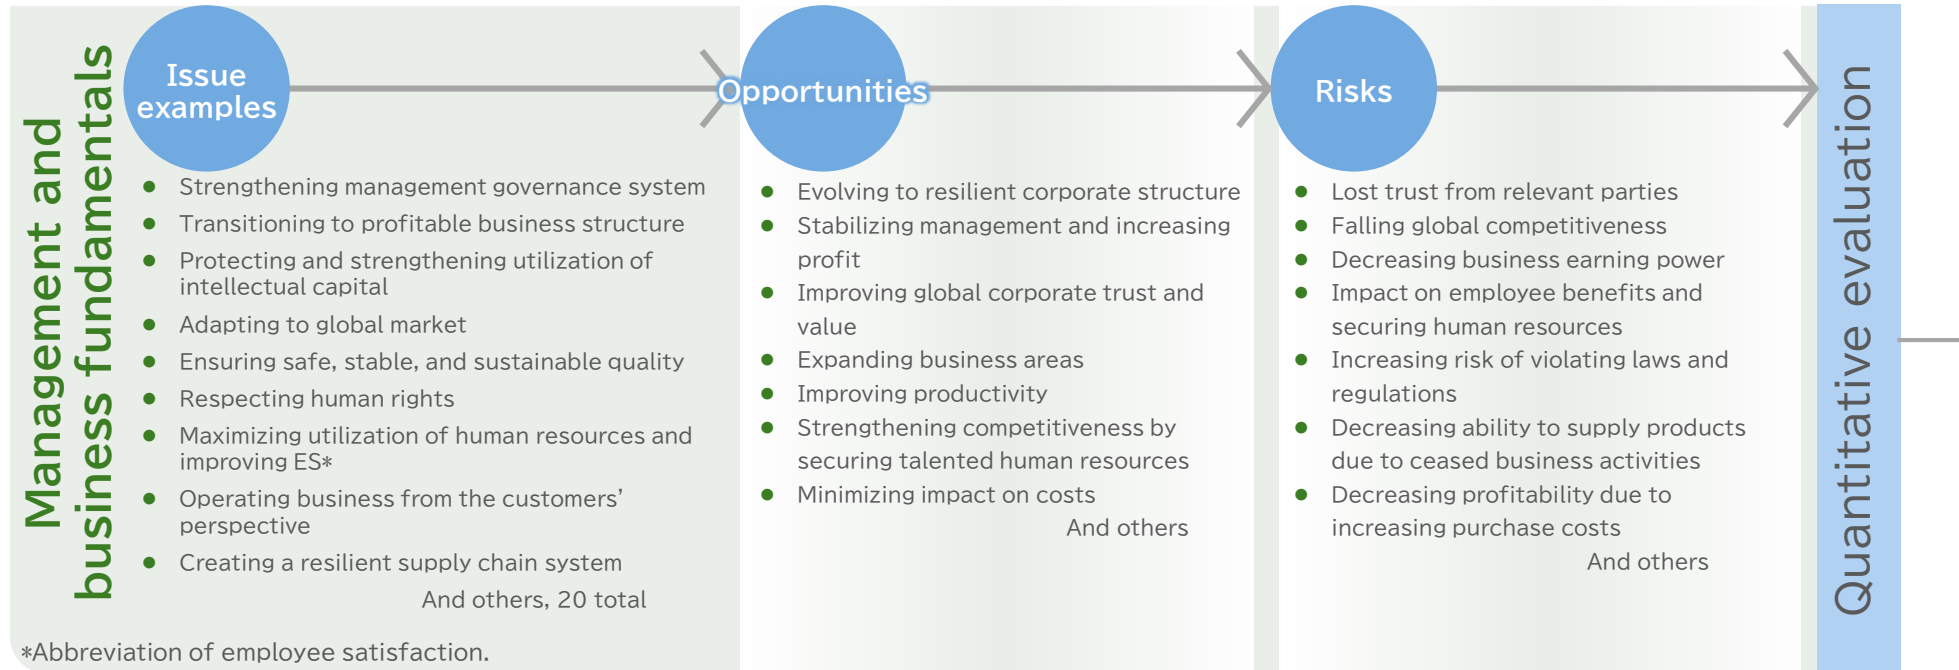 Management and
business fundamentals
Issue
examples
● Strengthening management governance system
● Transitioning to profitable business structure
● Protecting and strengthening utilization of
intellectual capital
● Adapting to global market
● Ensuring safe, stable, and sustainable quality
● Respecting human rights
● Maximizing utilization of human resources and
improving ES*
● Operating business from the customers’
perspective
● Creating a resilient supply chain system
And others, 20 total
*Abbreviation of employee satisfaction.
Opportunities
● Evolving to resilient corporate structure
● Stabilizing management and increasing
profit
● Improving global corporate trust and
value
● Expanding business areas
● Improving productivity
● Strengthening competitiveness by
securing talented human resources
● Minimizing impact on costs
And others
Risks
● Lost trust from relevant parties
● Falling global competitiveness
● Decreasing business earning power
● Impact on employee benefits and
securing human resources
● Increasing risk of violating laws and
regulations
● Decreasing ability to supply products
due to ceased business activities
● Decreasing profitability due to
increasing purchase costs
And others
Quantitative evaluation